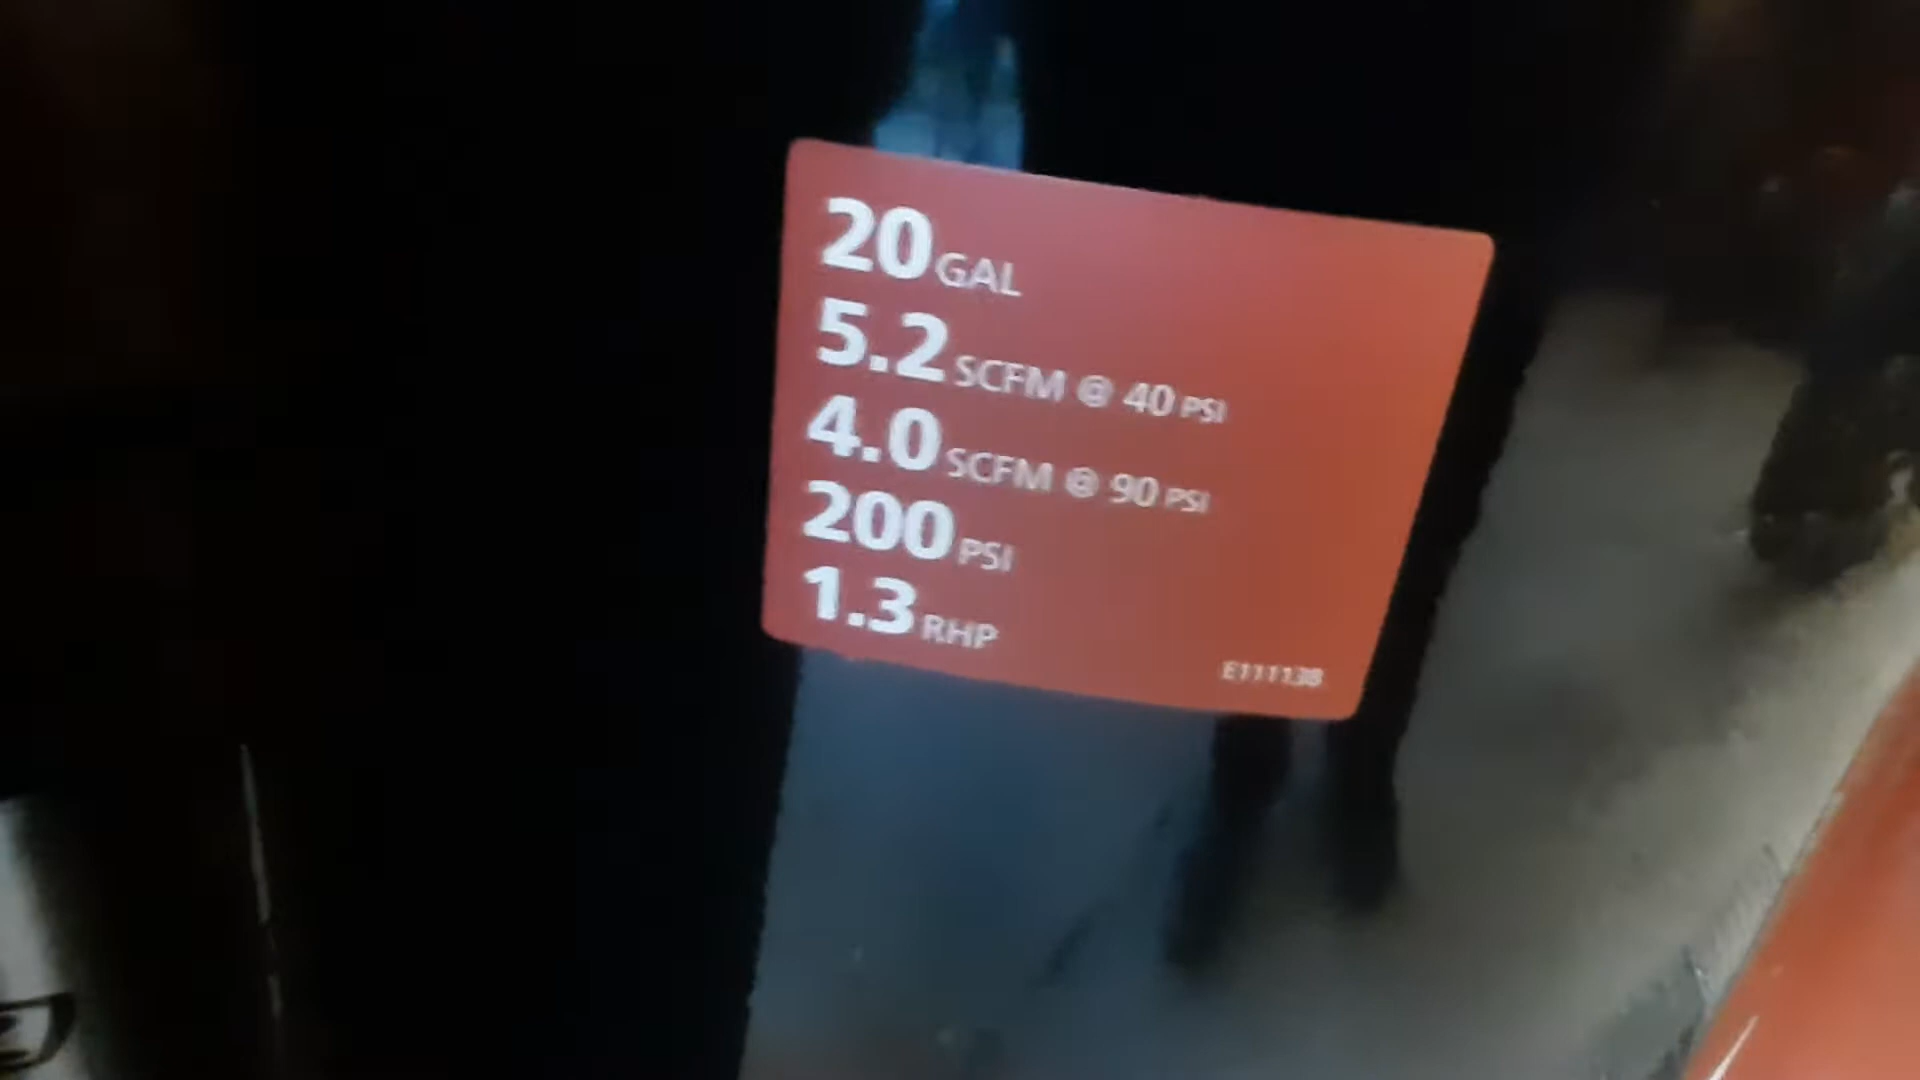 20 GAL
5.2 SCFM @ 40 PSI
4.0 SCFM @ 90 PSI
200 PSI
1.3 RHP
E111138